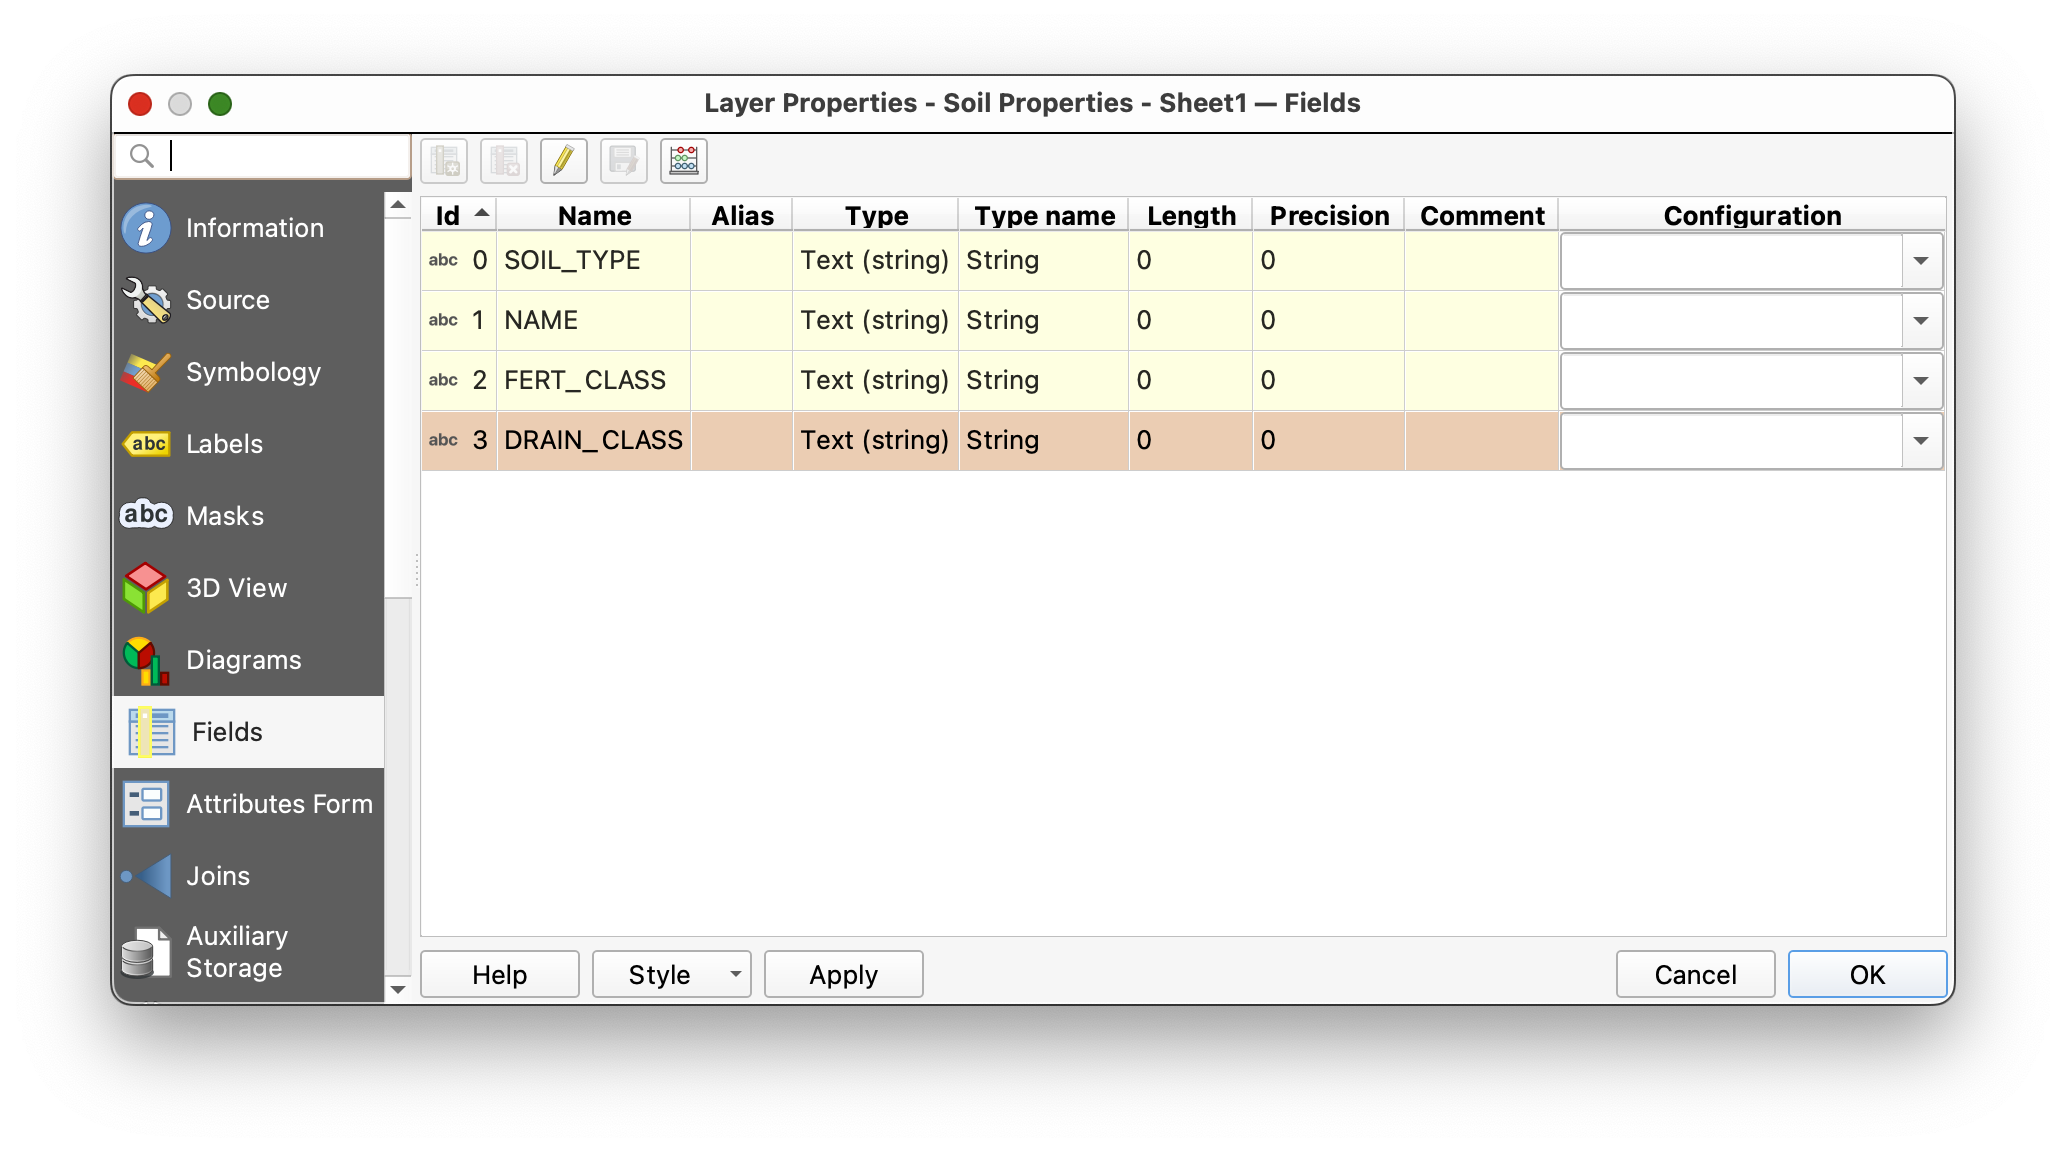 Layer Properties - Soil Properties - Sheet1 — Fields
Information
Source
Symbology
abc Labels
abc Masks
3D View
Diagrams
Fields
Attributes Form
Joins
Auxiliary
Storage
Id Name Alias Type Type name Length Precision Comment Configuration
abc 0 SOIL_TYPE Text (string) String 0 0
abc 1 NAME Text (string) String 0 0
abc 2 FERT_CLASS Text (string) String 0 0
abc 3 DRAIN_CLASS Text (string) String 0 0
Help Style Apply Cancel OK